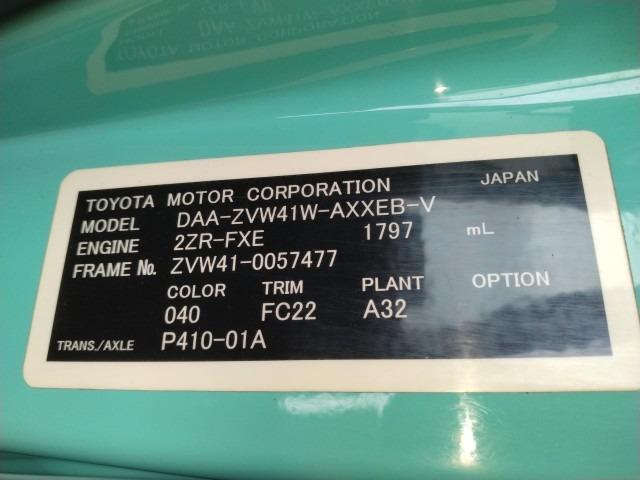 TOYOTA MOTOR CORPORATION JAPAN
MODEL DAA-ZVW41W-AXXEB-V
ENGINE 2ZR-FXE 1797 mL
FRAME No. ZVW41-0057477
COLOR TRIM PLANT OPTION
040 FC22 A32
TRANS./AXLE P410-01A